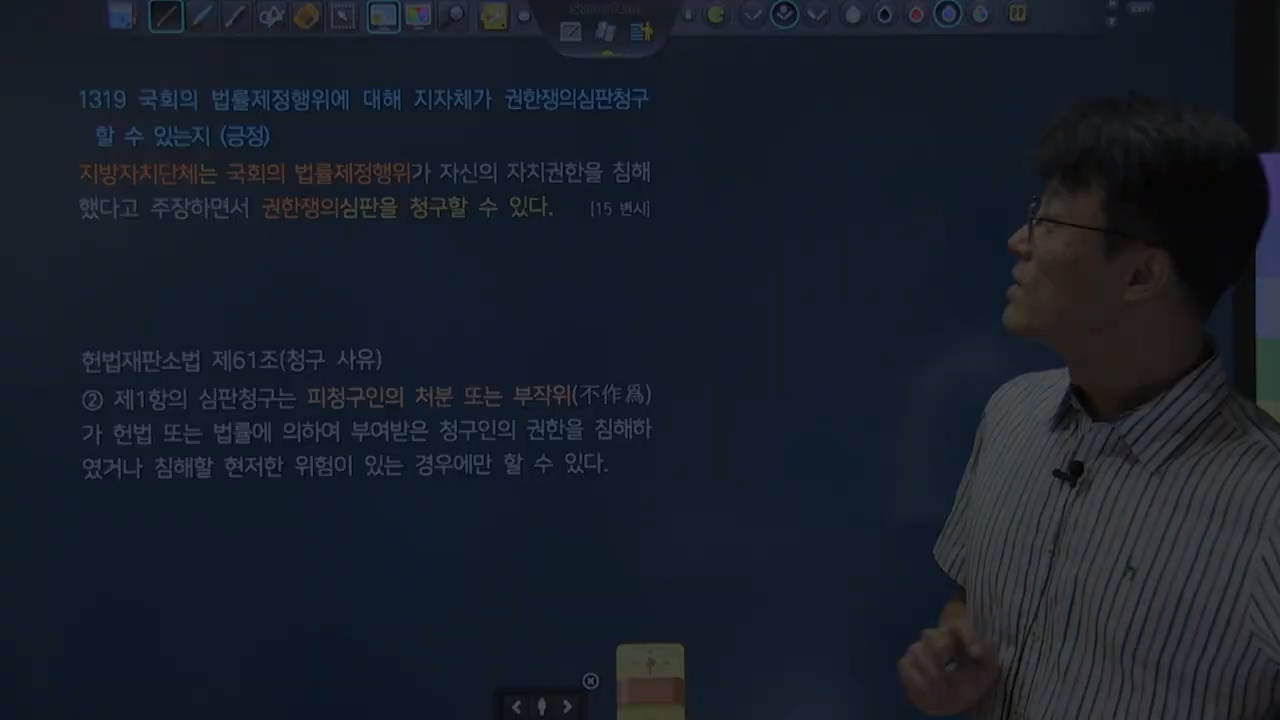 1319 국회의 법률제정행위에 대해 지자체가 권한쟁의심판청구
할 수 있는지 (긍정)
지방자치단체는 국회의 법률제정행위가 자신의 자치권한을 침해
했다고 주장하면서 권한쟁의심판을 청구할 수 있다. [15 변시]
헌법재판소법 제61조(청구 사유)
② 제1항의 심판청구는 피청구인의 처분 또는 부작위(不作爲)
가 헌법 또는 법률에 의하여 부여받은 청구인의 권한을 침해하
였거나 침해할 현저한 위험이 있는 경우에만 할 수 있다.